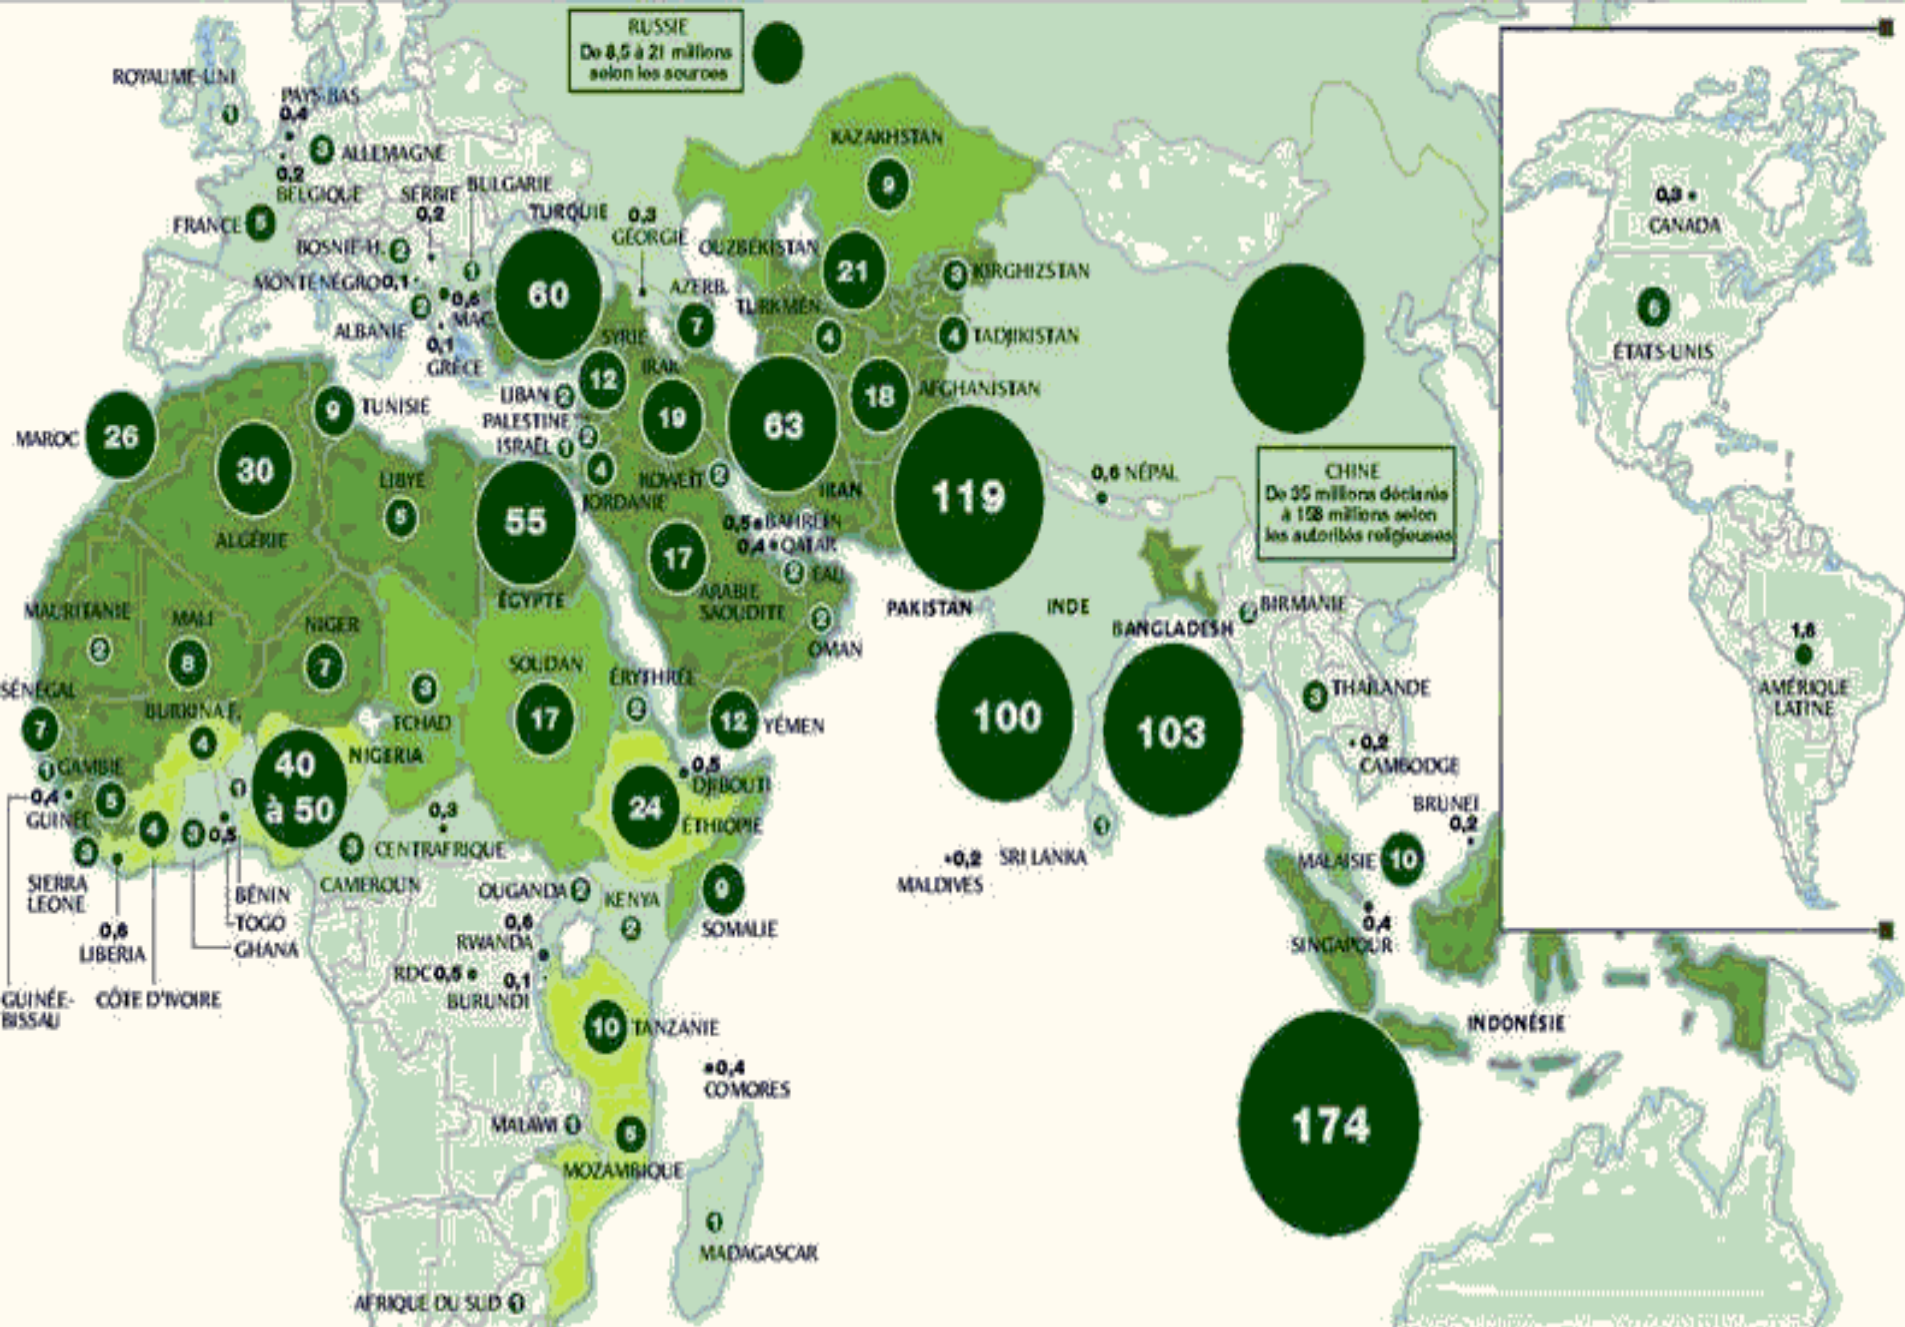 RUSSIE
De 8,5 à 21 millions
selon les sources
ROYAUME-UNI
1
PAYS-BAS
0,4
3 ALLEMAGNE
0,2
BELGIQUE
SERBIE
0,2
BULGARIE
1
FRANCE 5
BOSNIE-H. 2
MONTENEGRO 0,1
ALBANIE 2
0,6
MAC.
0,1
GRÈCE
TURQUIE
60
0,3
GÉORGIE
AZERB.
7
KAZAKHSTAN
9
OUZBÉKISTAN
21
3 KIRGHIZSTAN
TURKMÉN.
4
4 TADJIKISTAN
18 AFGHANISTAN
SYRIE
12
IRAK
19
LIBAN 2
PALESTINE 2
ISRAËL 1
4
JORDANIE
KOWEÏT 2
63
IRAN
0,5 BAHREÏN
0,4 QATAR
2 EAU
17
ARABIE
SAOUDITE
2
OMAN
12 YÉMEN
119
PAKISTAN
INDE
100
BANGLADESH
103
0,6 NÉPAL
CHINE
De 35 millions déclarés
à 158 millions selon
les autorités religieuses
BIRMANIE
3 THAÏLANDE
0,2
CAMBODGE
BRUNEI
0,2
MALAISIE 10
0,4
SINGAPOUR
INDONÉSIE
174
0,2
MALDIVES
SRI LANKA
1
MAROC 26
30
ALGÉRIE
9 TUNISIE
LIBYE
5
55
ÉGYPTE
MAURITANIE
2
MALI
8
NIGER
7
3
TCHAD
SOUDAN
17
ÉRYTHRÉE
2
SÉNÉGAL
7
1 GAMBIE
0,4
GUINÉE
5
3
SIERRA
LEONE
0,6
LIBERIA
GUINÉE-
BISSAU
4
CÔTE D'IVOIRE
BURKINA F.
4
3
0,5
1
BÉNIN
TOGO
GHANA
40
à 50
NIGERIA
3
CAMEROUN
0,3
CENTRAFRIQUE
24
ÉTHIOPIE
0,5
DJIBOUTI
9
SOMALIE
OUGANDA 2
KENYA
2
0,6
RWANDA
RDC 0,5
0,1
BURUNDI
10 TANZANIE
0,4
COMORES
MALAWI 1
5
MOZAMBIQUE
1
MADAGASCAR
AFRIQUE DU SUD 1
0,3
CANADA
6
ÉTATS-UNIS
1,6
AMÉRIQUE
LATINE